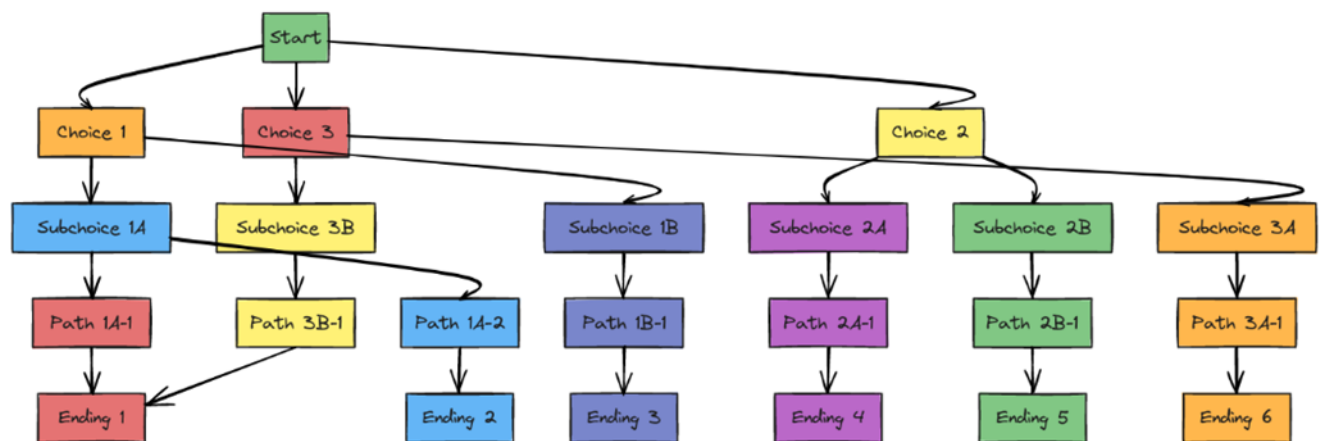 Start
Choice 1
Choice 3
Choice 2
Subchoice 1A
Subchoice 3B
Subchoice 1B
Subchoice 2A
Subchoice 2B
Subchoice 3A
Path 1A-1
Path 3B-1
Path 1A-2
Path 1B-1
Path 2A-1
Path 2B-1
Path 3A-1
Ending 1
Ending 2
Ending 3
Ending 4
Ending 5
Ending 6